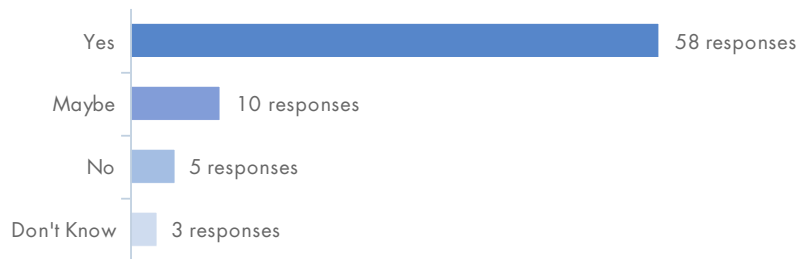 Yes 58 responses
Maybe 10 responses
No 5 responses
Don't Know 3 responses